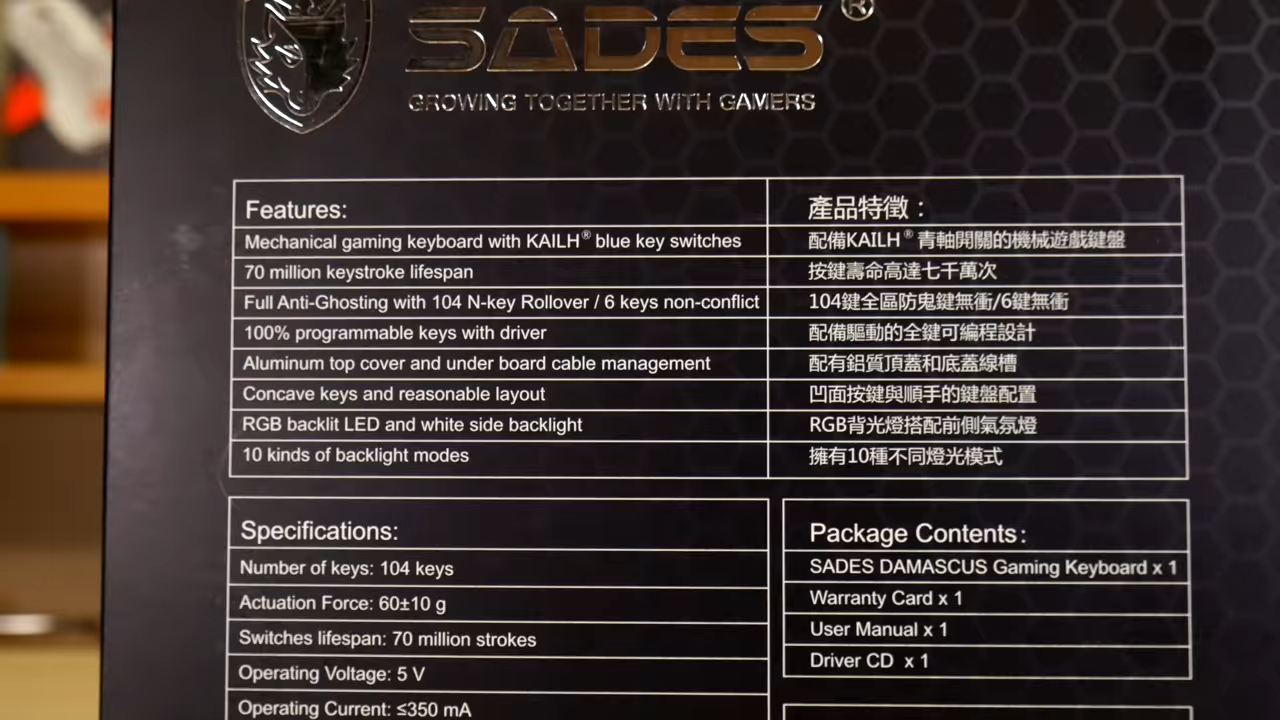 SADES®
GROWING TOGETHER WITH GAMERS
Features:
產品特徵：
Mechanical gaming keyboard with KAILH® blue key switches
配備KAILH®青軸開關的機械遊戲鍵盤
70 million keystroke lifespan
按鍵壽命高達七千萬次
Full Anti-Ghosting with 104 N-key Rollover / 6 keys non-conflict
104鍵全區防鬼鍵無衝/6鍵無衝
100% programmable keys with driver
配備驅動的全鍵可編程設計
Aluminum top cover and under board cable management
配有鋁質頂蓋和底蓋線槽
Concave keys and reasonable layout
凹面按鍵與順手的鍵盤配置
RGB backlit LED and white side backlight
RGB背光燈搭配前側氣氛燈
10 kinds of backlight modes
擁有10種不同燈光模式
Specifications:
Number of keys: 104 keys
Actuation Force: 60±10 g
Switches lifespan: 70 million strokes
Operating Voltage: 5 V
Operating Current: ≤350 mA
Package Contents:
SADES DAMASCUS Gaming Keyboard x 1
Warranty Card x 1
User Manual x 1
Driver CD x 1